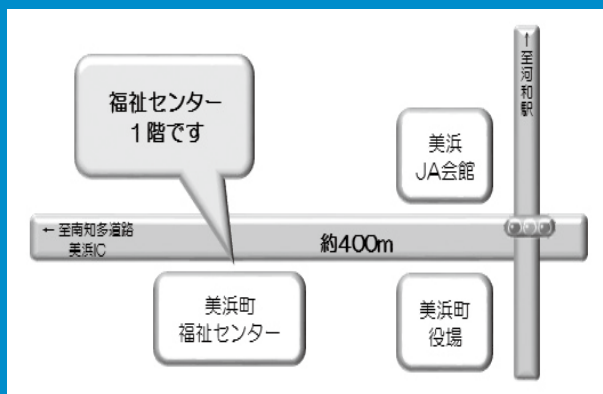 福祉センター
1階です
↑至河和駅
美浜
JA会館
← 至南知多道路
美浜IC
約400m
美浜町
福祉センター
美浜町
役場